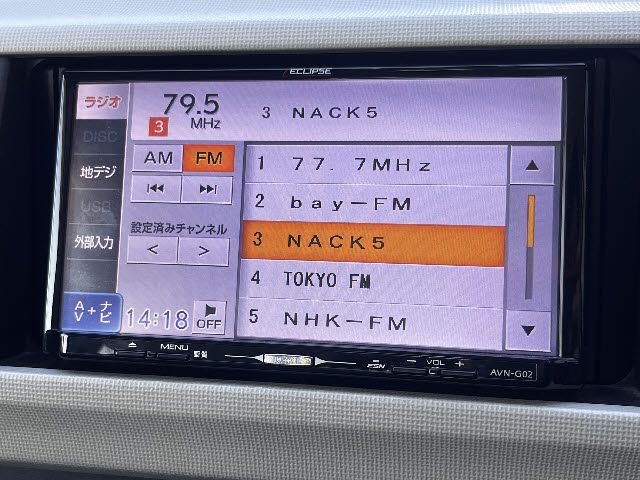 ECLIPSE
ラジオ
79.5
3 MHz
3 NACK5
DISC
地デジ
USB
外部入力
AM FM
設定済みチャンネル
< >
1 77.7MHz
2 bay-FM
3 NACK5
4 TOKYO FM
5 NHK-FM
AV + ナビ
14:18
OFF
MENU
VOL
− +
ESN
AVN-G02